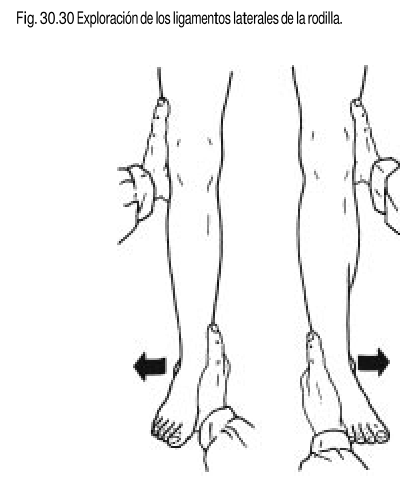 Fig. 30.30 Exploración de los ligamentos laterales de la rodilla.